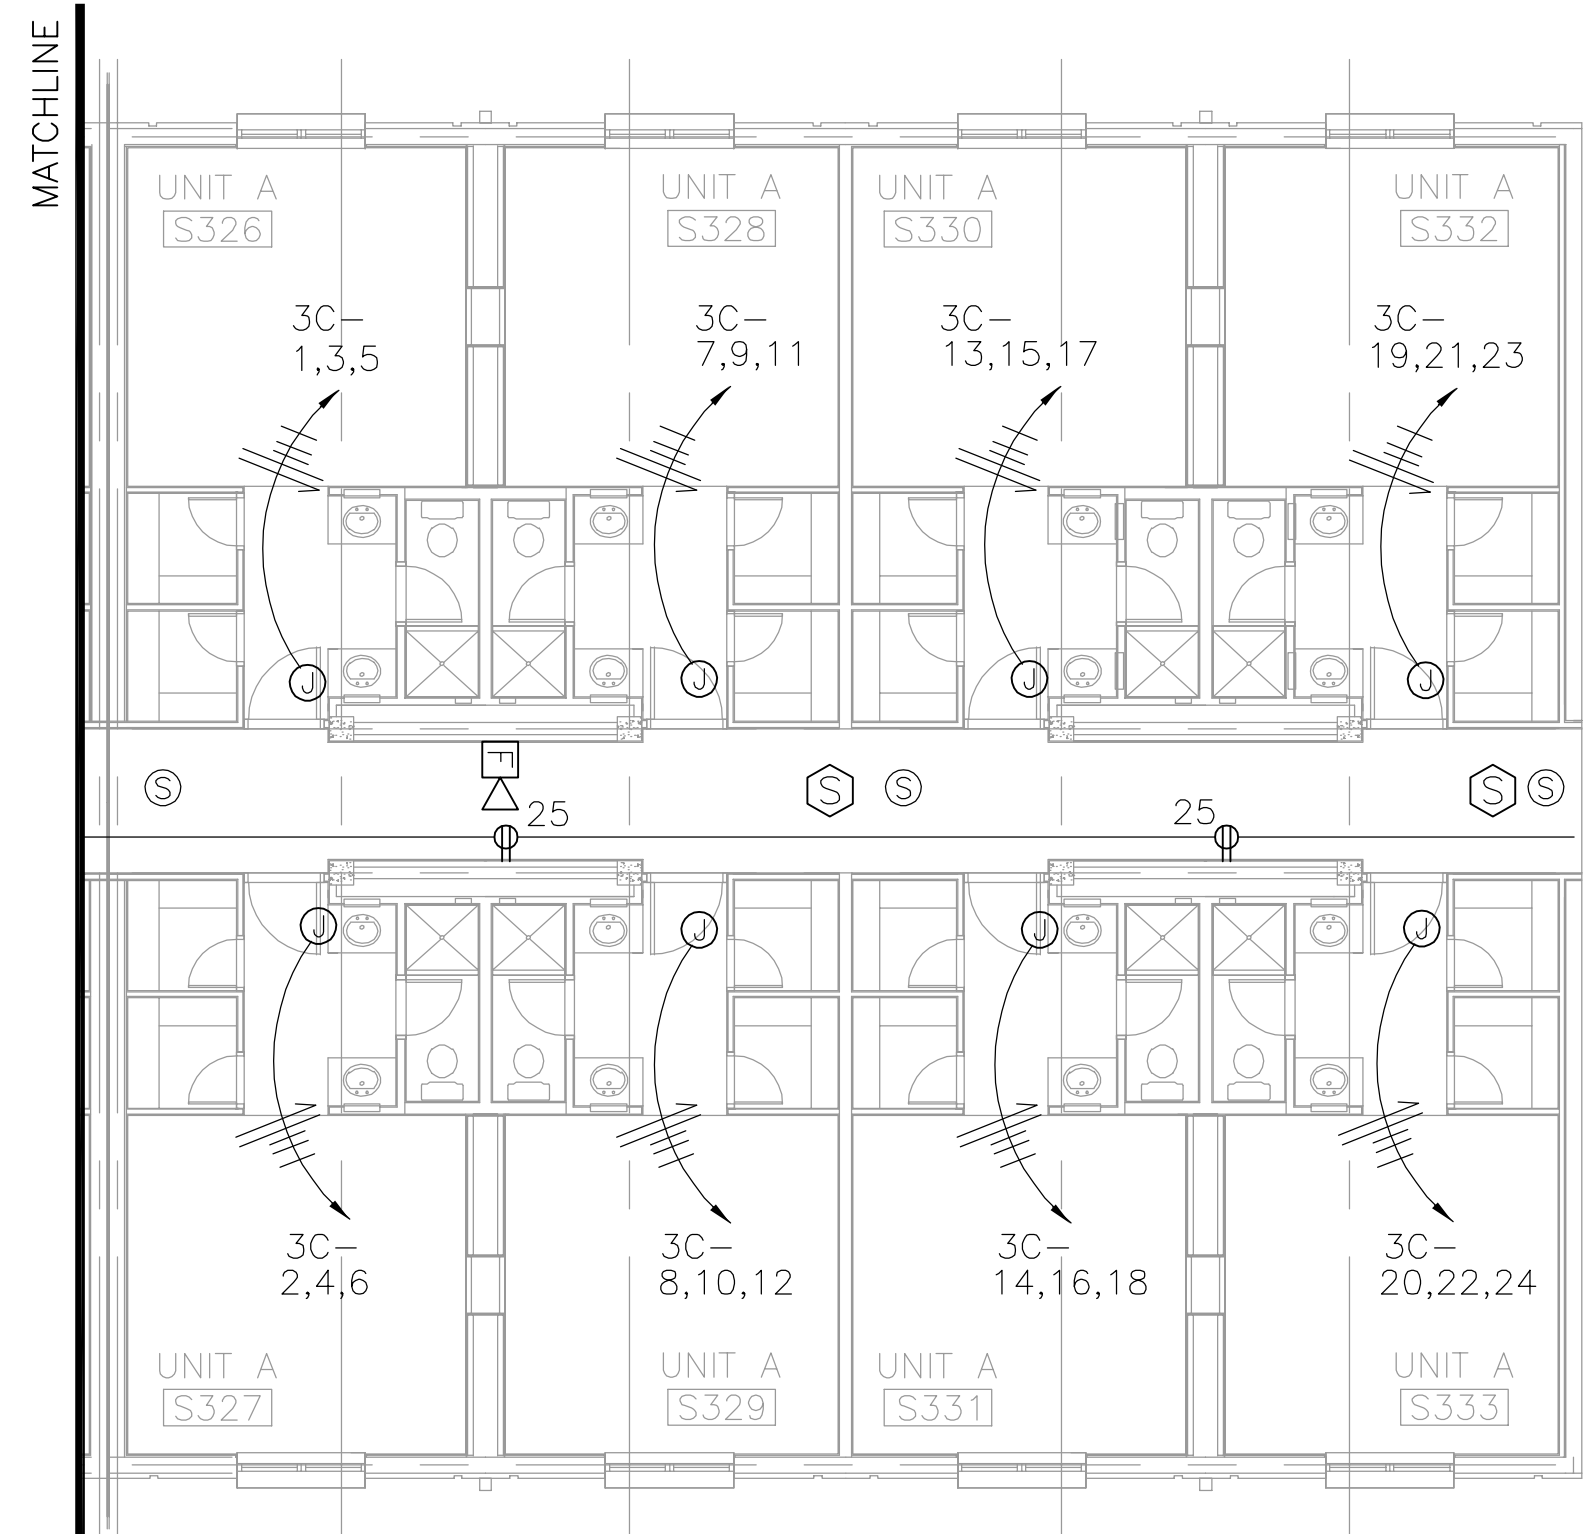 MATCHLINE
UNIT A
S326
UNIT A
S328
UNIT A
S330
UNIT A
S332
3C-
1,3,5
3C-
7,9,11
3C-
13,15,17
3C-
19,21,23
J
J
J
J
S
F
25
S
S
25
S
S
J
J
J
J
3C-
2,4,6
3C-
8,10,12
3C-
14,16,18
3C-
20,22,24
UNIT A
S327
UNIT A
S329
UNIT A
S331
UNIT A
S333